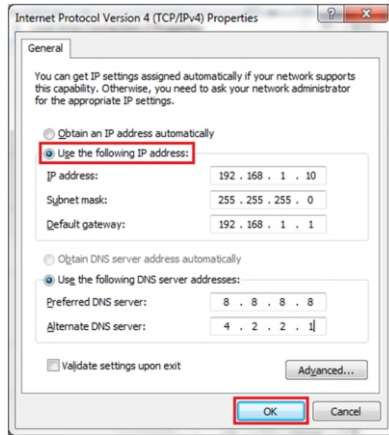 Internet Protocol Version 4 (TCP/IPv4) Properties
General
You can get IP settings assigned automatically if your network supports
this capability. Otherwise, you need to ask your network administrator
for the appropriate IP settings.
Obtain an IP address automatically
Use the following IP address:
IP address: 192 . 168 . 1 . 10
Subnet mask: 255 . 255 . 255 . 0
Default gateway: 192 . 168 . 1 . 1
Obtain DNS server address automatically
Use the following DNS server addresses:
Preferred DNS server: 8 . 8 . 8 . 8
Alternate DNS server: 4 . 2 . 2 . 1
Validate settings upon exit
Advanced...
OK Cancel